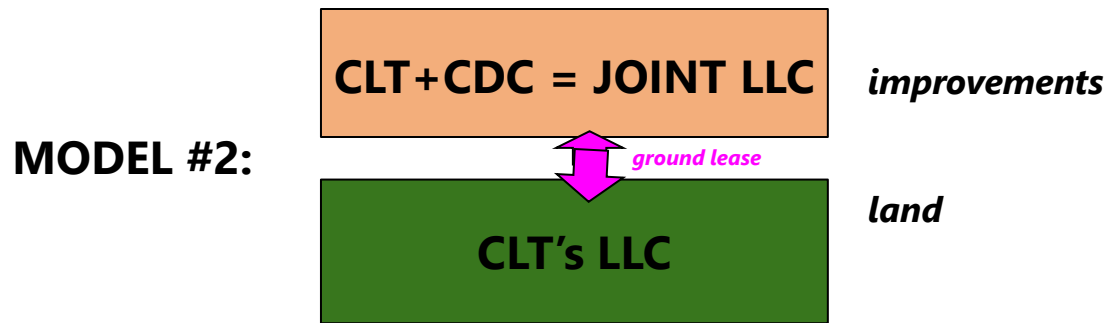 CLT+CDC = JOINT LLC
improvements
MODEL #2:
ground lease
land
CLT's LLC